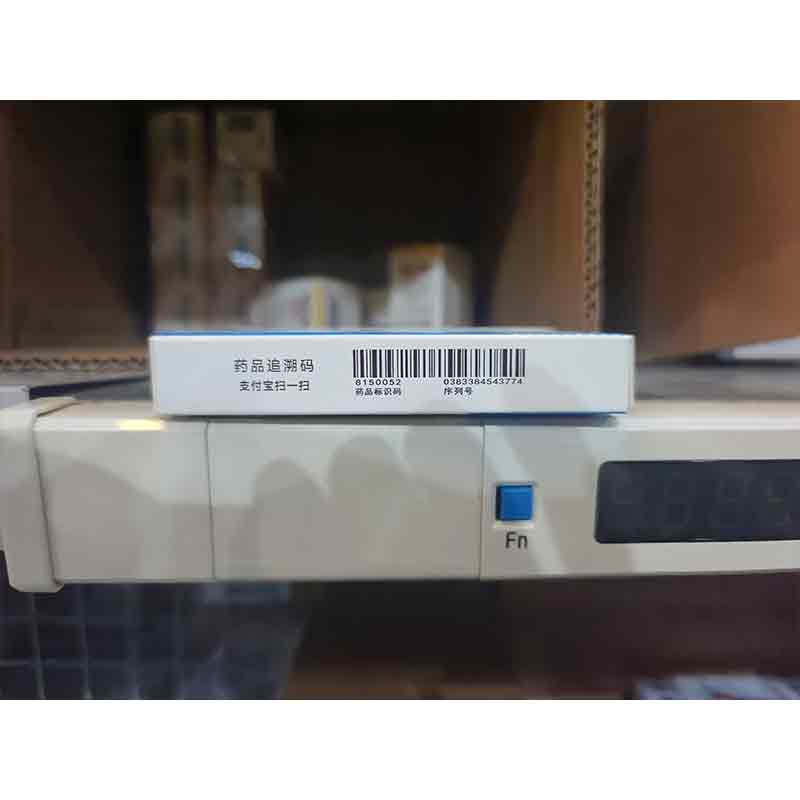 药品追溯码
支付宝扫一扫
8150052 0383384543774
药品标识码 序列号
Fn